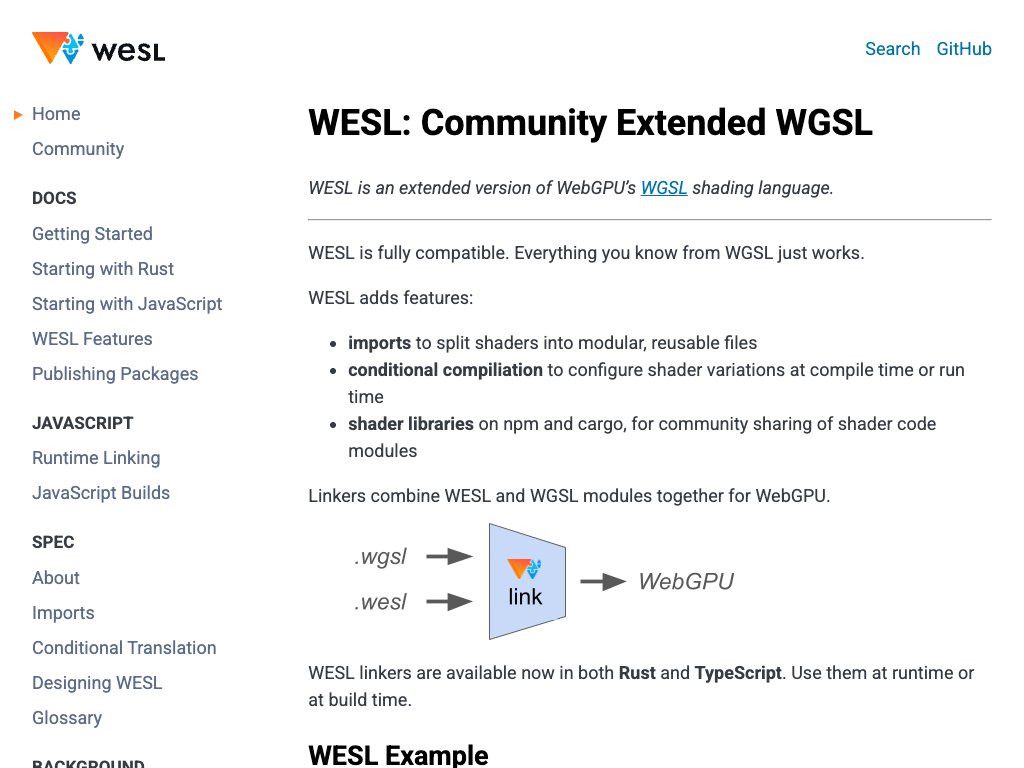 wesL
Search
GitHub
Home
Community
DOCS
Getting Started
Starting with Rust
Starting with JavaScript
WESL Features
Publishing Packages
JAVASCRIPT
Runtime Linking
JavaScript Builds
SPEC
About
Imports
Conditional Translation
Designing WESL
Glossary
BACKGROUND
WESL: Community Extended WGSL
WESL is an extended version of WebGPU’s WGSL shading language.
WESL is fully compatible. Everything you know from WGSL just works.
WESL adds features:
• imports to split shaders into modular, reusable files
• conditional compiliation to configure shader variations at compile time or run
time
• shader libraries on npm and cargo, for community sharing of shader code
modules
Linkers combine WESL and WGSL modules together for WebGPU.
.wgsl
.wesl
link
WebGPU
WESL linkers are available now in both Rust and TypeScript. Use them at runtime or
at build time.
WESL Example